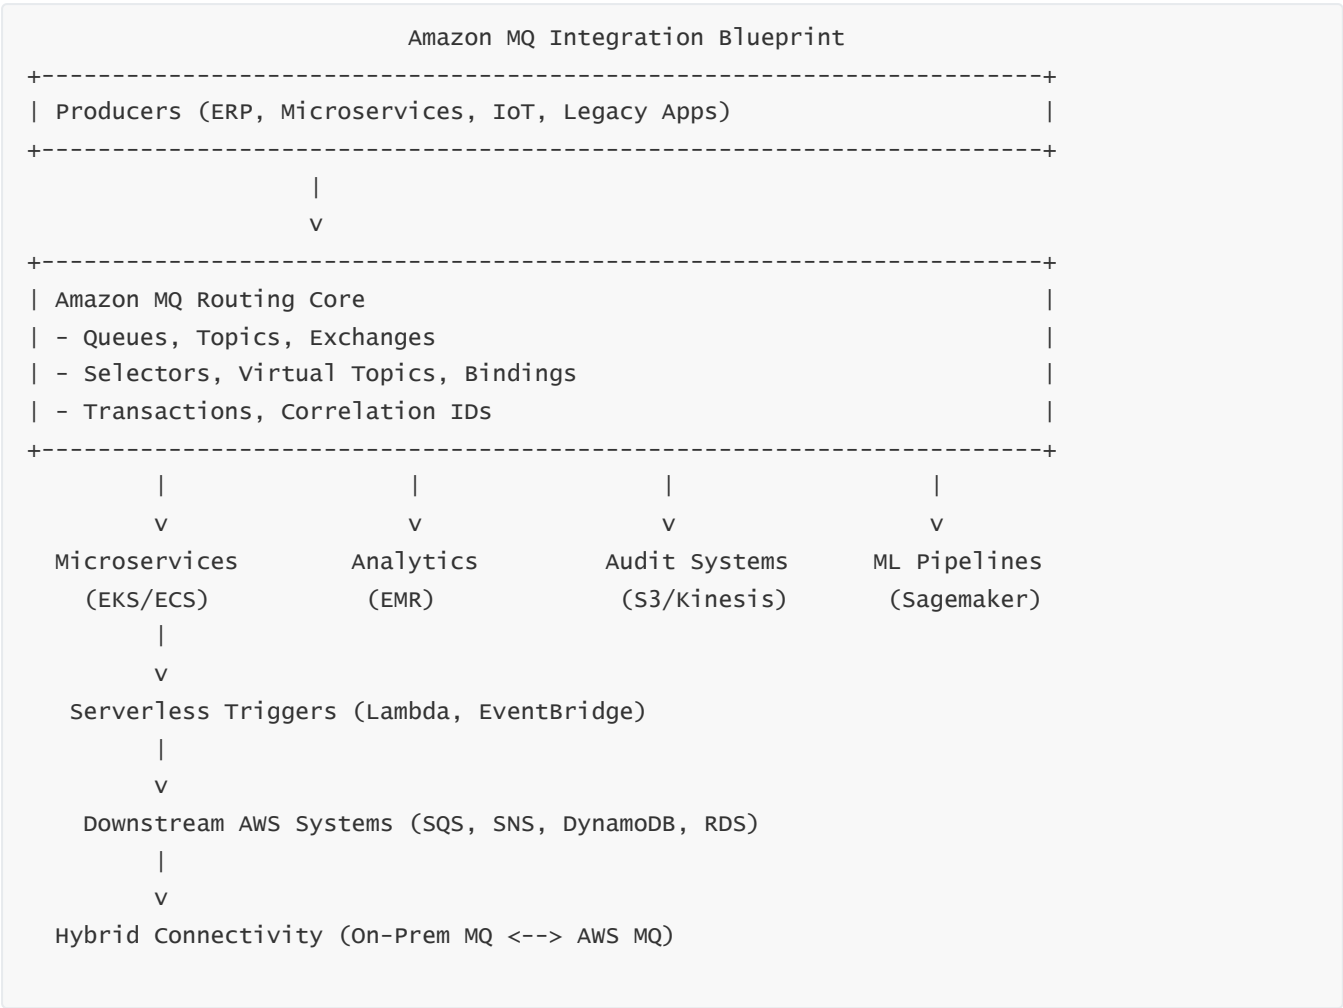 Amazon MQ Integration Blueprint
+-----------------------------------------------------------------------+
| Producers (ERP, Microservices, IoT, Legacy Apps) |
+-----------------------------------------------------------------------+
|
v
+-----------------------------------------------------------------------+
| Amazon MQ Routing Core |
| - Queues, Topics, Exchanges |
| - Selectors, Virtual Topics, Bindings |
| - Transactions, Correlation IDs |
+-----------------------------------------------------------------------+
| | | |
v v v v
Microservices Analytics Audit Systems ML Pipelines
(EKS/ECS) (EMR) (S3/Kinesis) (Sagemaker)
|
v
Serverless Triggers (Lambda, EventBridge)
|
v
Downstream AWS Systems (SQS, SNS, DynamoDB, RDS)
|
v
Hybrid Connectivity (On-Prem MQ <--> AWS MQ)